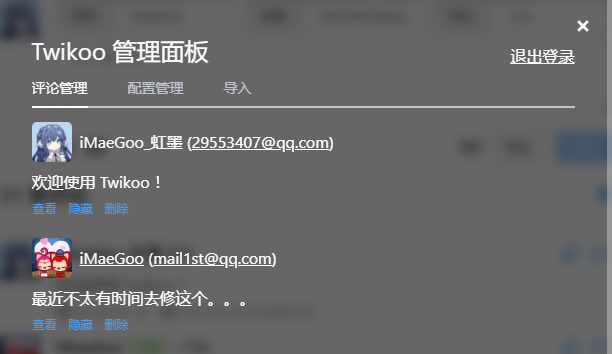 Twikoo 管理面板
退出登录
评论管理 配置管理 导入
iMaeGoo_虹墨 (29553407@qq.com)
欢迎使用 Twikoo！
查看 隐藏 删除
iMaeGoo (mail1st@qq.com)
最近不太有时间去修这个。。。
查看 隐藏 删除